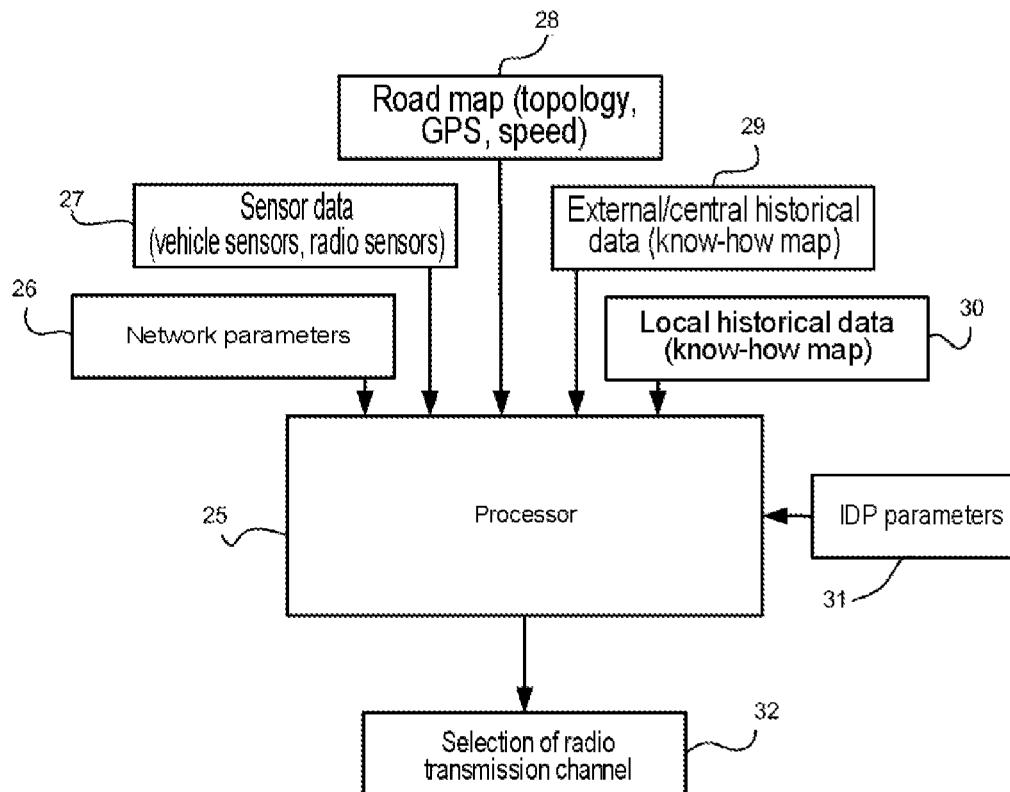 28
Road map (topology,
GPS, speed)
29
27
Sensor data
(vehicle sensors, radio sensors)
External/central historical
data (know-how map)
26
Network parameters
30
Local historical data
(know-how map)
25
Processor
IDP parameters
31
32
Selection of radio
transmission channel